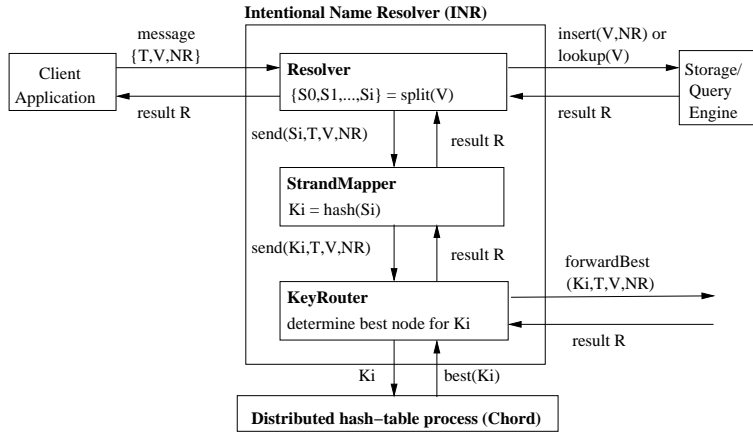 Intentional Name Resolver (INR)
message
{T,V,NR}
Client
Application
result R
Resolver
{S0,S1,...,Si} = split(V)
insert(V,NR) or
lookup(V)
Storage/
Query
Engine
result R
send(Si,T,V,NR)
result R
StrandMapper
Ki = hash(Si)
send(Ki,T,V,NR)
result R
KeyRouter
determine best node for Ki
forwardBest
(Ki,T,V,NR)
result R
Ki
best(Ki)
Distributed hash−table process (Chord)